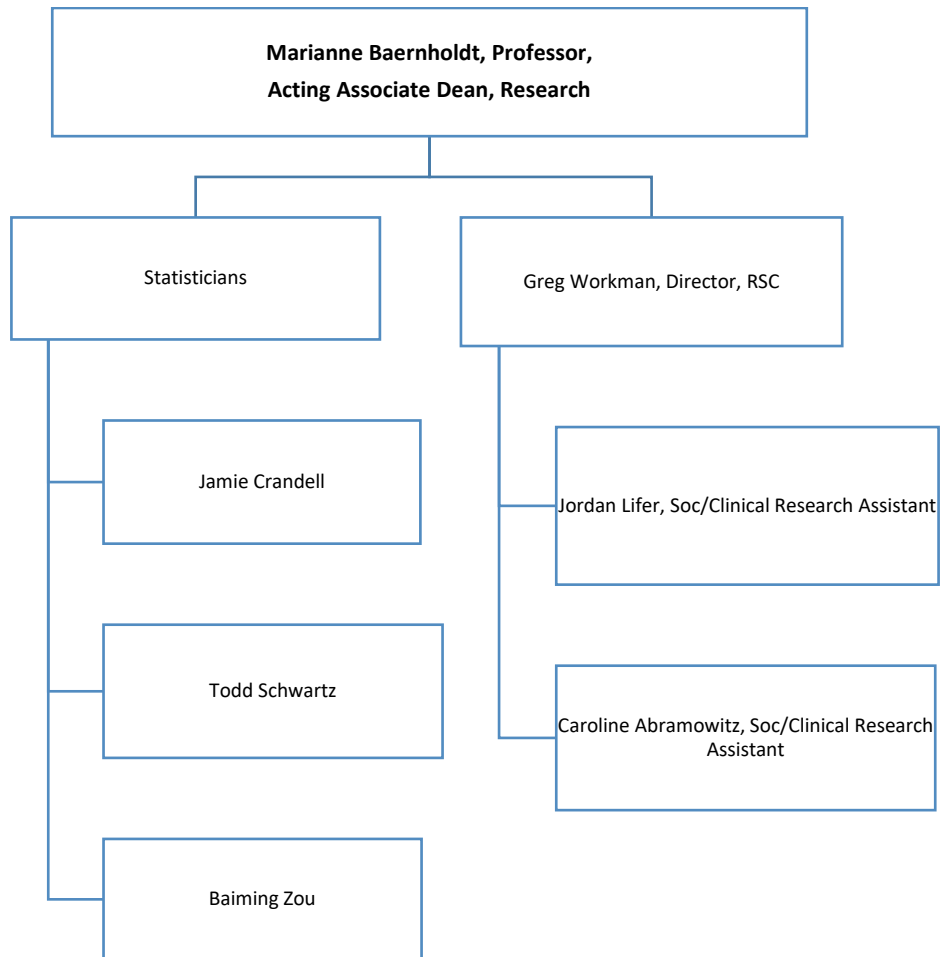 Marianne Baernholdt, Professor,
Acting Associate Dean, Research
Statisticians
Greg Workman, Director, RSC
Jamie Crandell
Jordan Lifer, Soc/Clinical Research Assistant
Todd Schwartz
Caroline Abramowitz, Soc/Clinical Research
Assistant
Baiming Zou